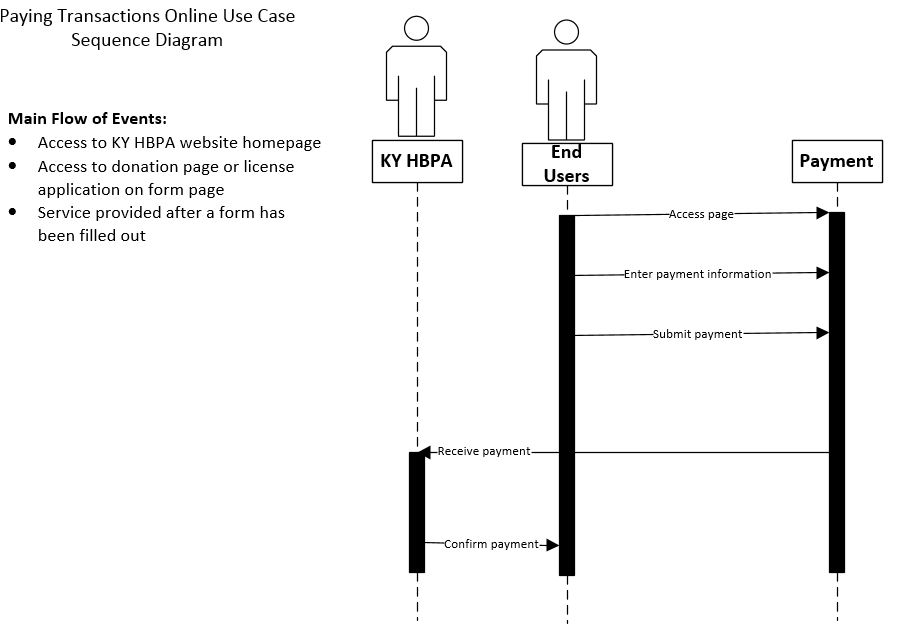 Paying Transactions Online Use Case
Sequence Diagram
Main Flow of Events:
• Access to KY HBPA website homepage
• Access to donation page or license
application on form page
• Service provided after a form has
been filled out
KY HBPA
End
Users
Payment
Access page
Enter payment information
Submit payment
Receive payment
Confirm payment